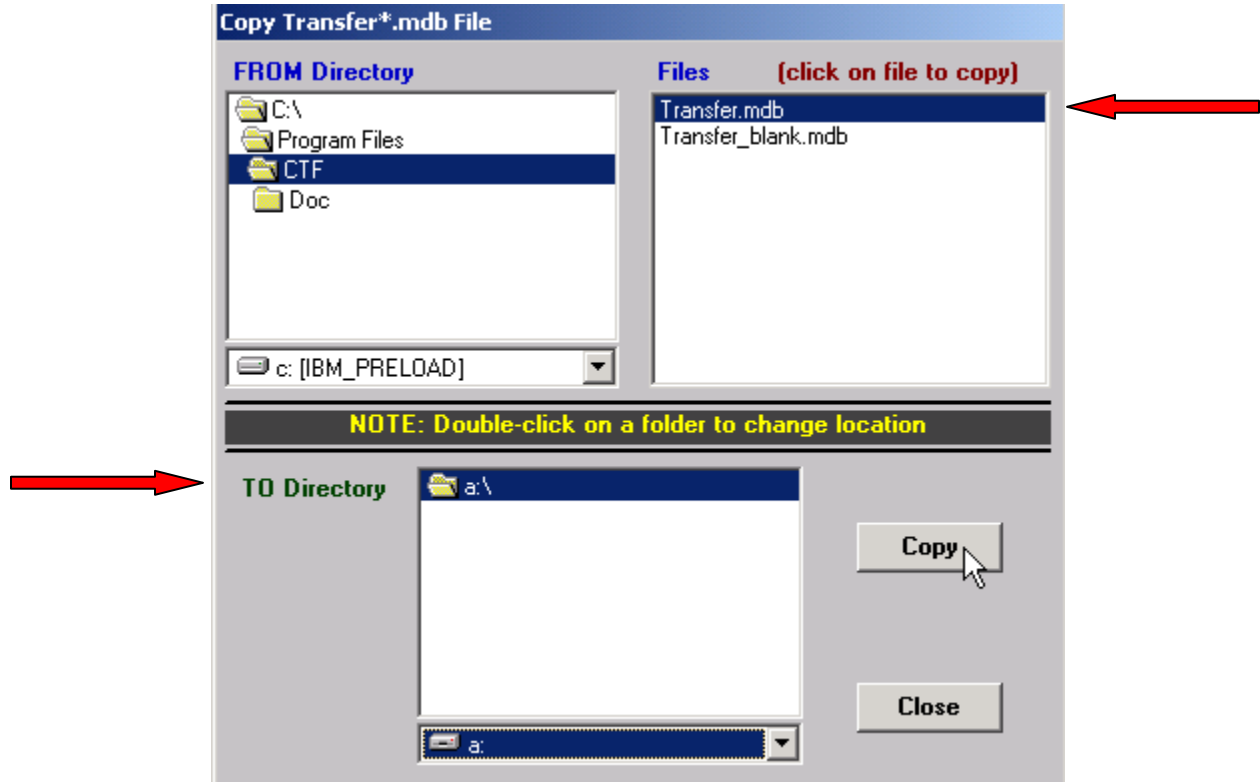 Copy Transfer*.mdb File
FROM Directory
C:\
Program Files
CTF
Doc
c: [IBM_PRELOAD]
Files (click on file to copy)
Transfer.mdb
Transfer_blank.mdb
NOTE: Double-click on a folder to change location
TO Directory
a:\
a:
Copy
Close